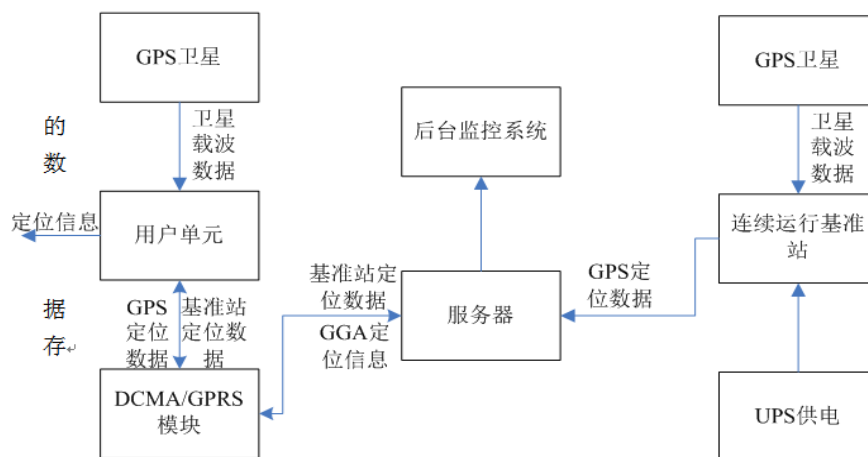 GPS卫星
GPS卫星
的
数
卫星
载波
数据
后台监控系统
卫星
载波
数据
定位信息
用户单元
连续运行基准
站
据
存
GPS
定位
数据
基准站
定位数
据
基准站定
位数据
GGA定
位信息
服务器
GPS定
位数据
DCMA/GPRS
模块
UPS供电